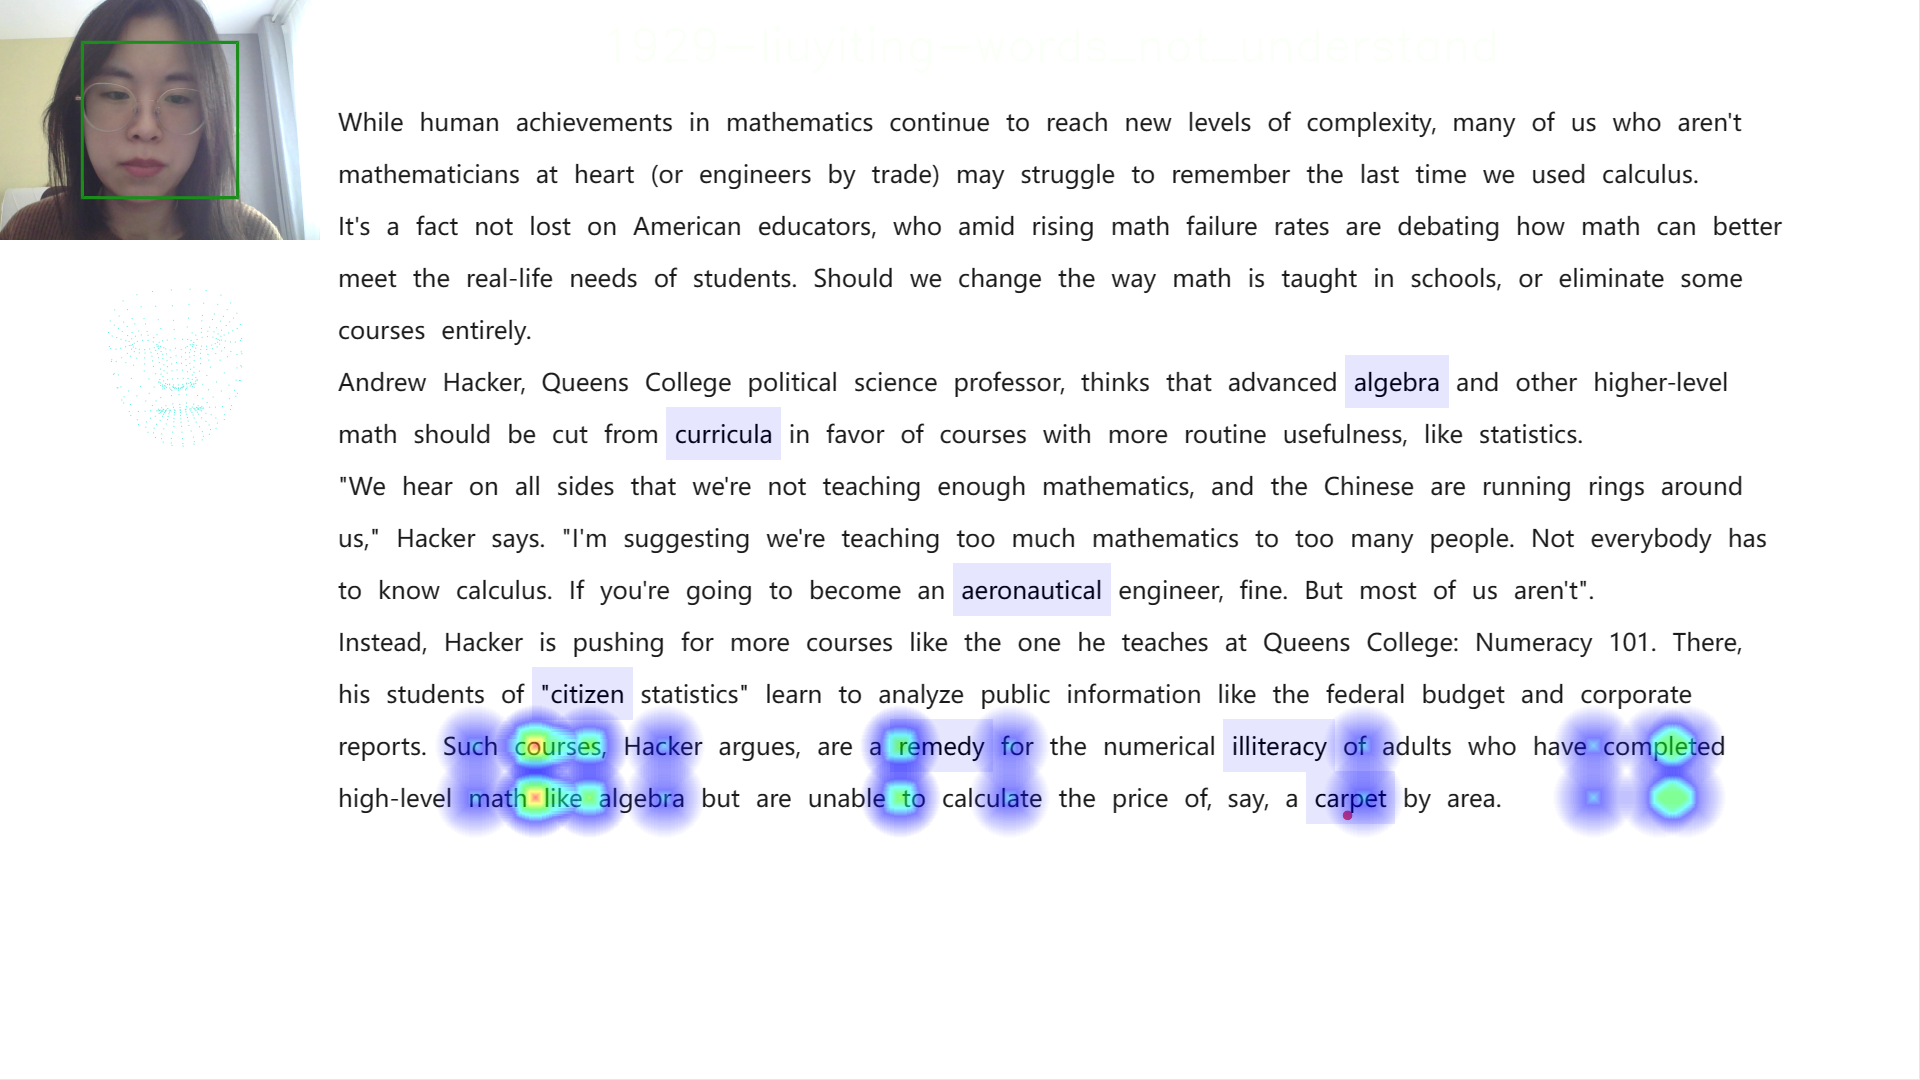 1929-liuyiting-words_not_understand
While human achievements in mathematics continue to reach new levels of complexity, many of us who aren't
mathematicians at heart (or engineers by trade) may struggle to remember the last time we used calculus.
It's a fact not lost on American educators, who amid rising math failure rates are debating how math can better
meet the real-life needs of students. Should we change the way math is taught in schools, or eliminate some
courses entirely.
Andrew Hacker, Queens College political science professor, thinks that advanced algebra and other higher-level
math should be cut from curricula in favor of courses with more routine usefulness, like statistics.
"We hear on all sides that we're not teaching enough mathematics, and the Chinese are running rings around
us," Hacker says. "I'm suggesting we're teaching too much mathematics to too many people. Not everybody has
to know calculus. If you're going to become an aeronautical engineer, fine. But most of us aren't".
Instead, Hacker is pushing for more courses like the one he teaches at Queens College: Numeracy 101. There,
his students of "citizen statistics" learn to analyze public information like the federal budget and corporate
reports. Such courses, Hacker argues, are a remedy for the numerical illiteracy of adults who have completed
high-level math like algebra but are unable to calculate the price of, say, a carpet by area.